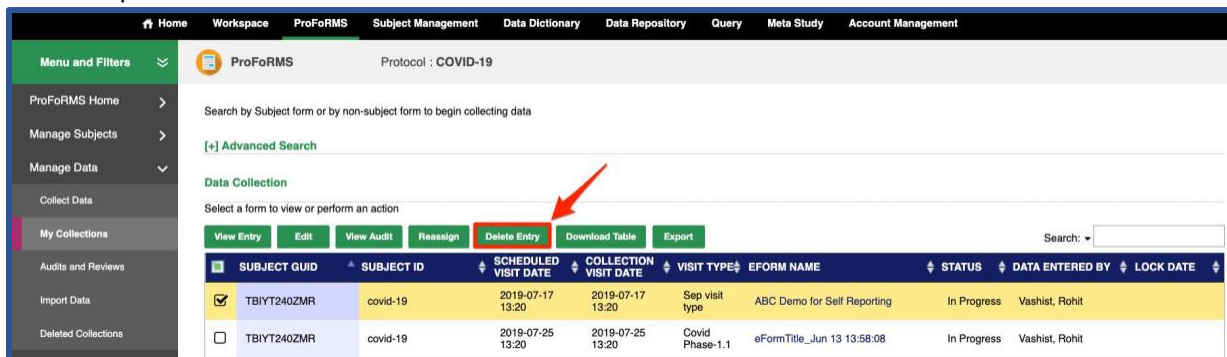 Home Workspace ProFoRMS Subject Management Data Dictionary Data Repository Query Meta Study Account Management
Menu and Filters
ProFoRMS Protocol : COVID-19
ProFoRMS Home
Manage Subjects
Manage Data
Collect Data
My Collections
Audits and Reviews
Import Data
Deleted Collections
Search by Subject form or by non-subject form to begin collecting data
[+] Advanced Search
Data Collection
Select a form to view or perform an action
View Entry Edit View Audit Reassign Delete Entry Download Table Export Search:
SUBJECT GUID SUBJECT ID SCHEDULED VISIT DATE COLLECTION VISIT DATE VISIT TYPE EFORM NAME STATUS DATA ENTERED BY LOCK DATE
TBIYT240ZMR covid-19 2019-07-17 13:20 2019-07-17 13:20 Sep visit type ABC Demo for Self Reporting In Progress Vashist, Rohit
TBIYT240ZMR covid-19 2019-07-25 13:20 2019-07-25 13:20 Covid Phase-1.1 eFormTitle_Jun 13 13:58:08 In Progress Vashist, Rohit